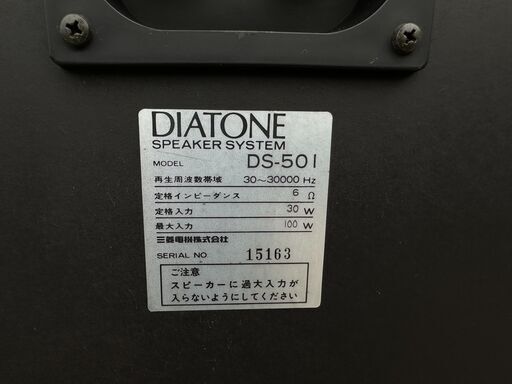 DIATONE
SPEAKER SYSTEM
MODEL DS-501
再生周波数帯域 30〜30000 Hz
定格インピーダンス 6 Ω
定格入力 30 W
最大入力 100 W
三菱電機株式会社
SERIAL NO. 15163
ご注意
スピーカーに過大入力が
入らないようにしてください